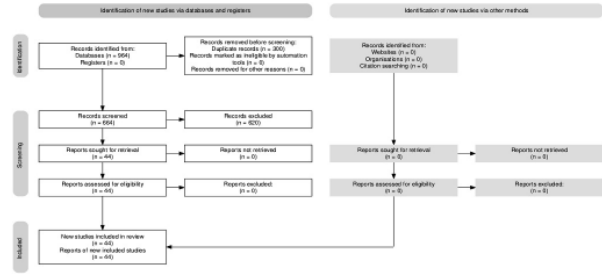 Identification of new studies via databases and registers
Identification of new studies via other methods
Identification
Records identified from:
Databases (n = 964)
Registers (n = 0)
Records removed before screening:
Duplicate records (n = 300)
Records marked as ineligible by automation
tools (n = 0)
Records removed for other reasons (n = 0)
Records identified from:
Websites (n = 0)
Organisations (n = 0)
Citation searching (n = 0)
Screening
Records screened
(n = 664)
Records excluded
(n = 620)
Reports sought for retrieval
(n = 44)
Reports not retrieved
(n = 0)
Reports sought for retrieval
(n = 0)
Reports not retrieved
(n = 0)
Reports assessed for eligibility
(n = 44)
Reports excluded:
(n = 0)
Reports assessed for eligibility
(n = 0)
Reports excluded:
(n = 0)
Included
New studies included in review
(n = 44)
Reports of new included studies
(n = 44)